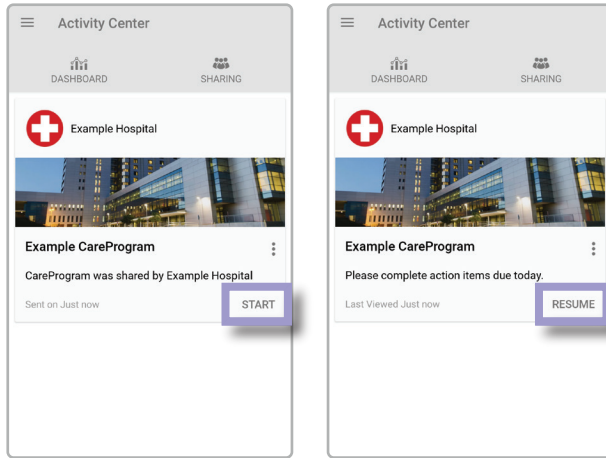 Activity Center
DASHBOARD
SHARING
Example Hospital
Example CareProgram
CareProgram was shared by Example Hospital
Sent on Just now
START
Activity Center
DASHBOARD
SHARING
Example Hospital
Example CareProgram
Please complete action items due today.
Last Viewed Just now
RESUME